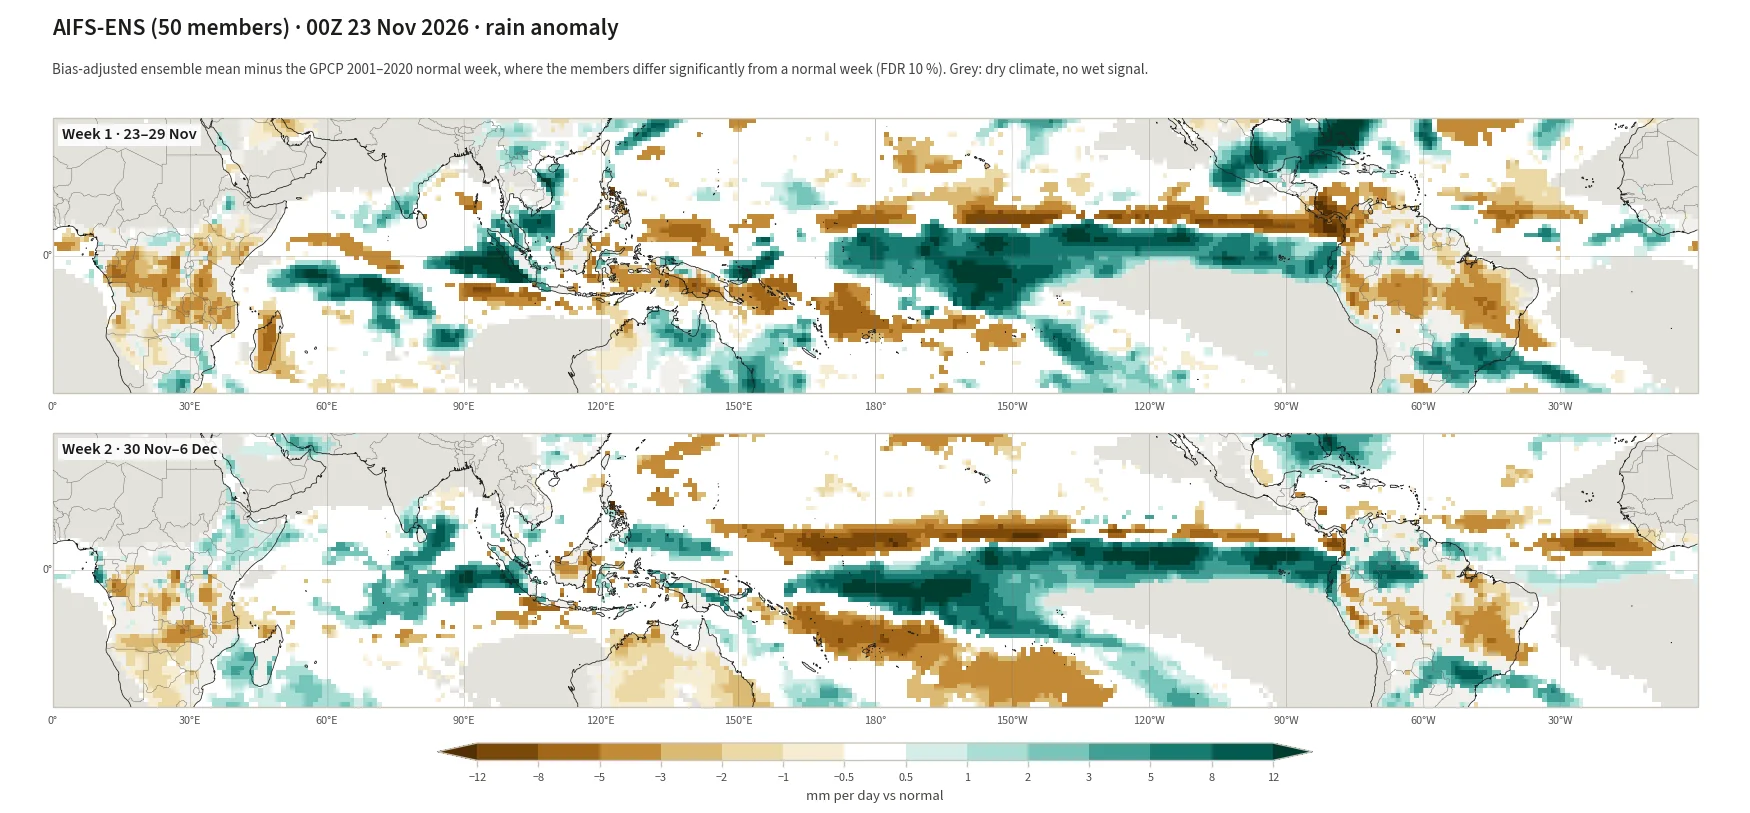 AIFS-ENS (50 members) · 00Z 23 Nov 2026 · rain anomaly
Bias-adjusted ensemble mean minus the GPCP 2001–2020 normal week, where the members differ significantly from a normal week (FDR 10 %). Grey: dry climate, no wet signal.
Week 1 · 23–29 Nov
0°
0° 30°E 60°E 90°E 120°E 150°E 180° 150°W 120°W 90°W 60°W 30°W
Week 2 · 30 Nov–6 Dec
0°
0° 30°E 60°E 90°E 120°E 150°E 180° 150°W 120°W 90°W 60°W 30°W
−12 −8 −5 −3 −2 −1 −0.5 0.5 1 2 3 5 8 12
mm per day vs normal